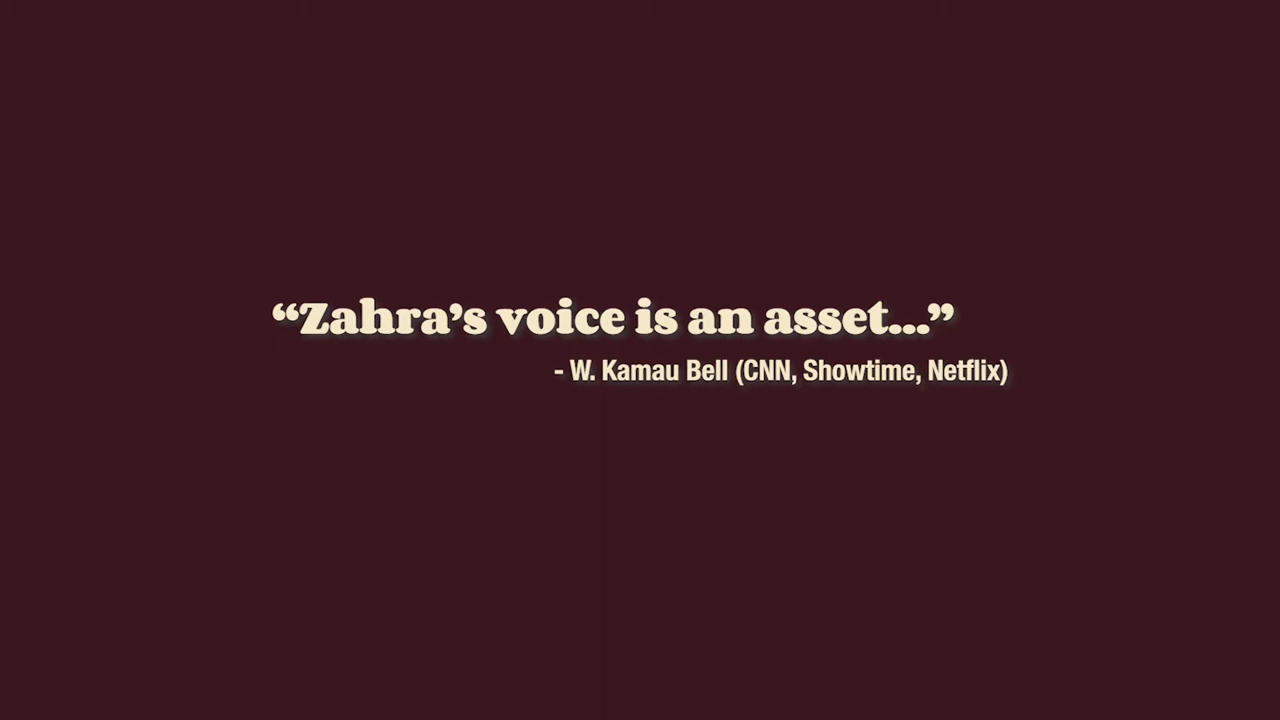 “Zahra’s voice is an asset...”
- W. Kamau Bell (CNN, Showtime, Netflix)